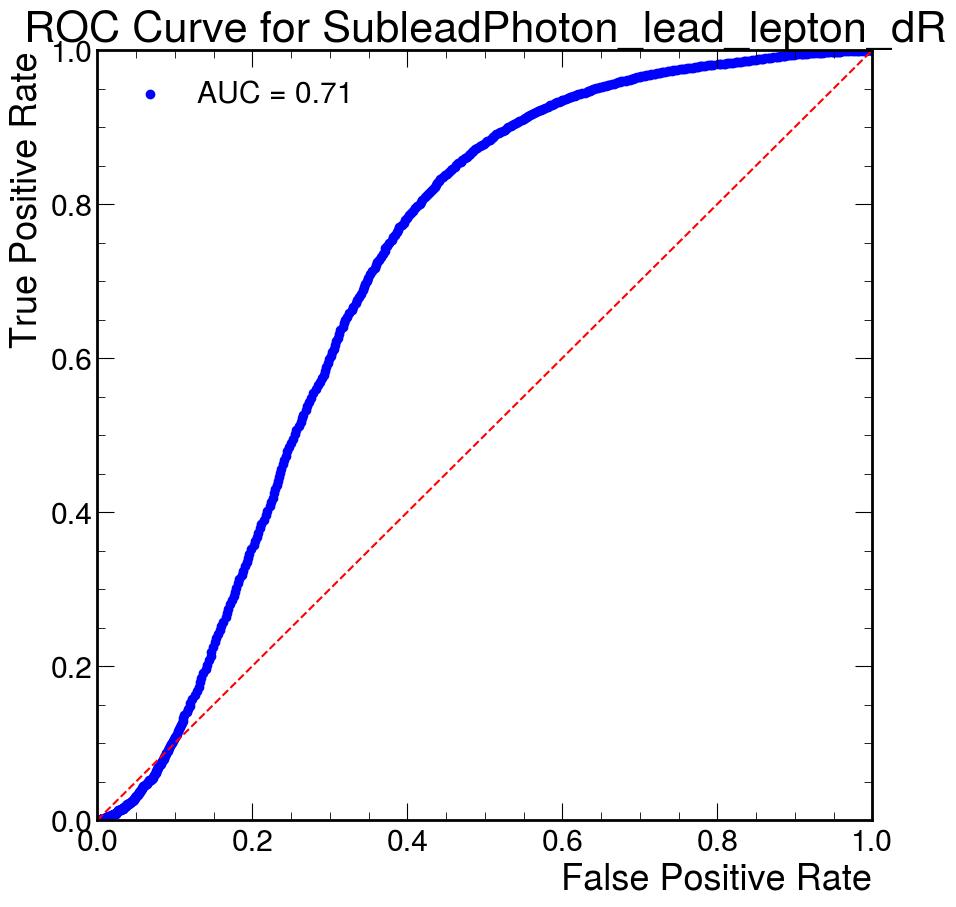 ROC Curve for SubleadPhoton_lead_lepton_dR
AUC = 0.71
True Positive Rate
1.0
0.8
0.6
0.4
0.2
0.0
0.0 0.2 0.4 0.6 0.8 1.0
False Positive Rate